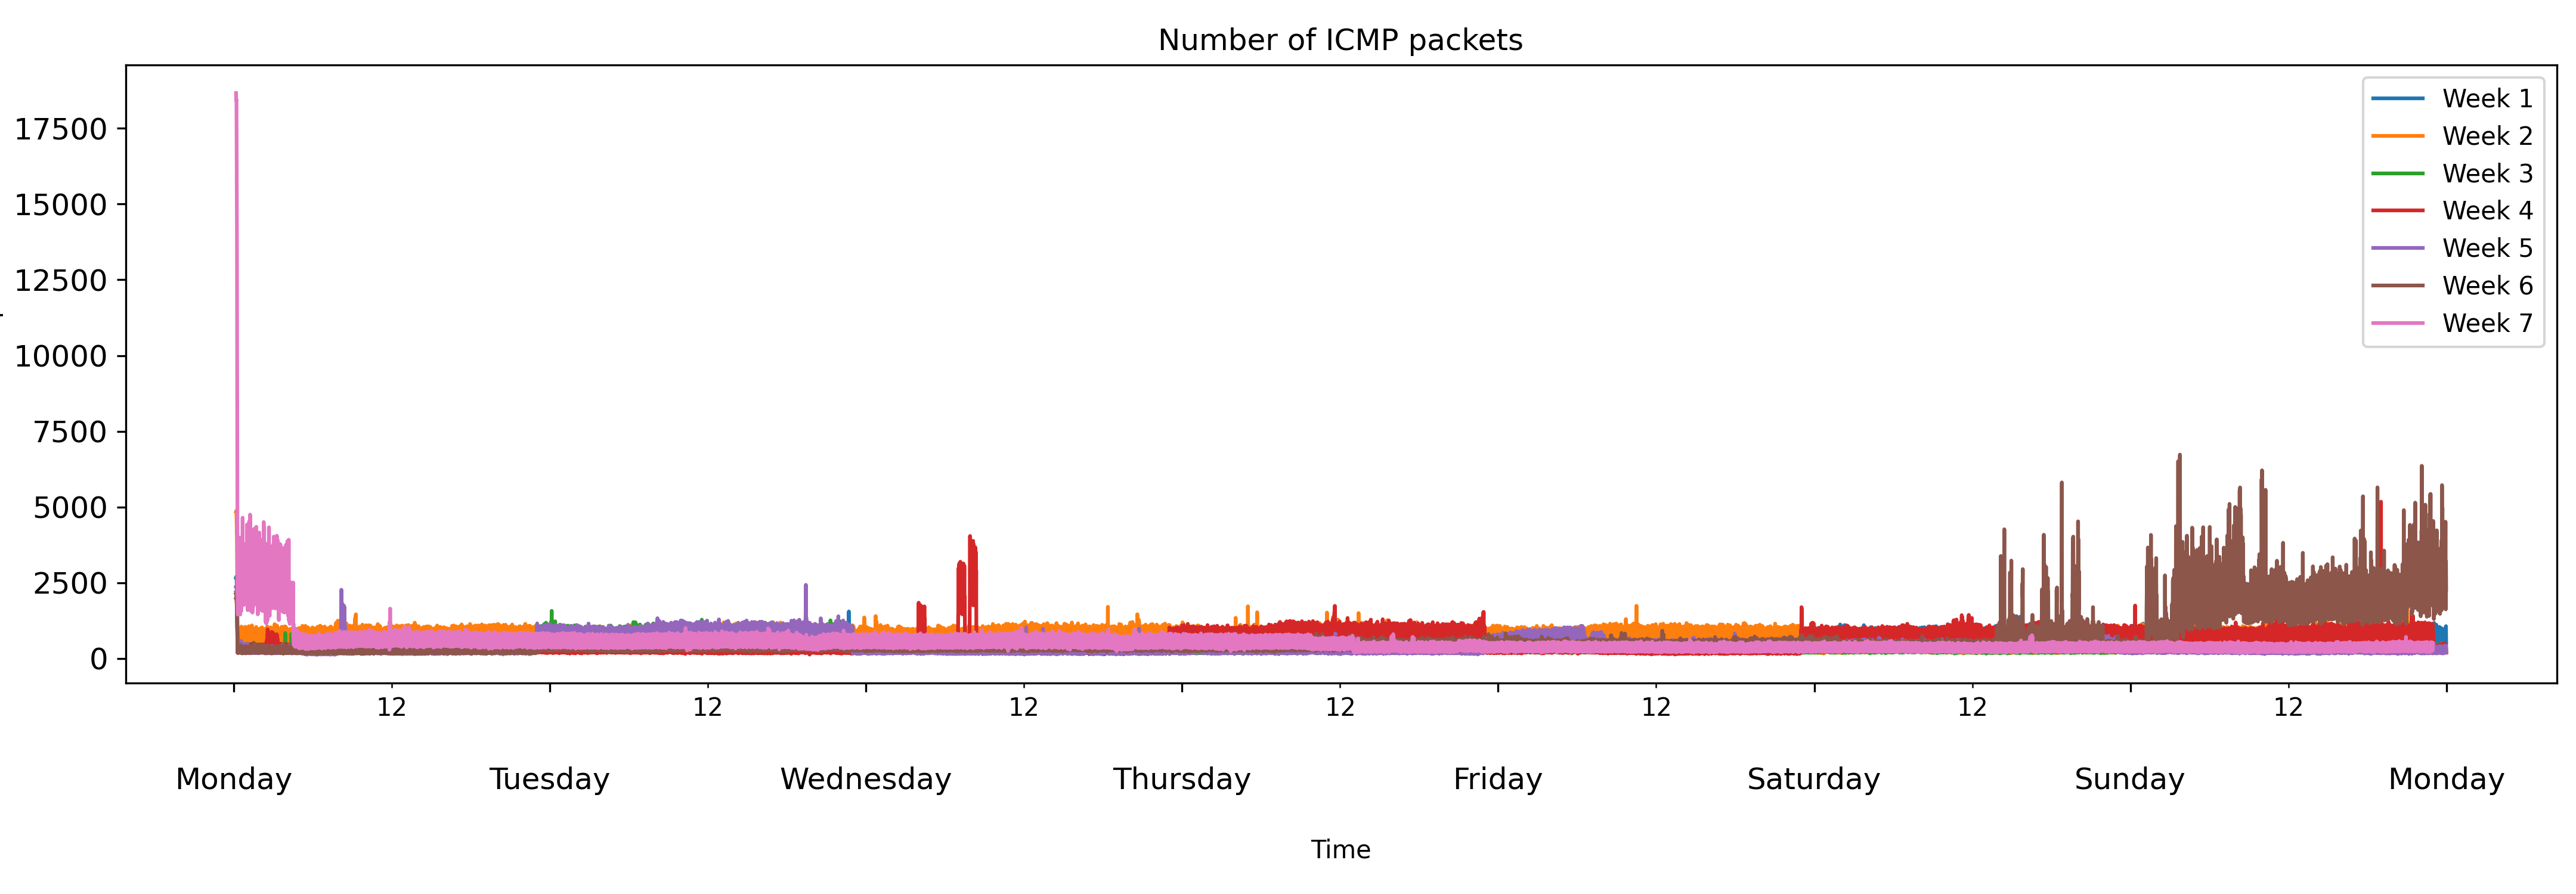 Number of ICMP packets
17500
15000
12500
10000
7500
5000
2500
0
Week 1
Week 2
Week 3
Week 4
Week 5
Week 6
Week 7
12 12 12 12 12 12 12
Monday Tuesday Wednesday Thursday Friday Saturday Sunday Monday
Time